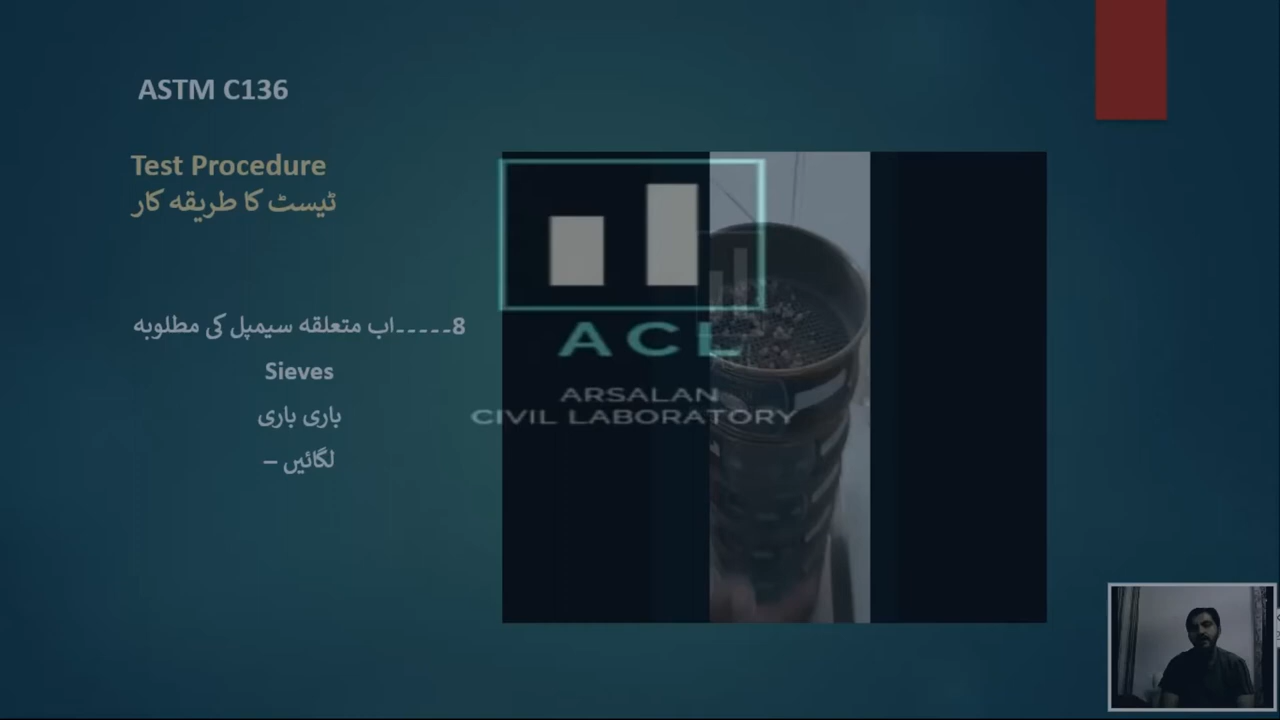 ASTM C136
Test Procedure
ٹیسٹ کا طریقہ کار
8-----اب متعلقہ سیمپل کی مطلوبہ
Sieves
باری باری
لگائیں –
ACL
ARSALAN
CIVIL LABORATORY